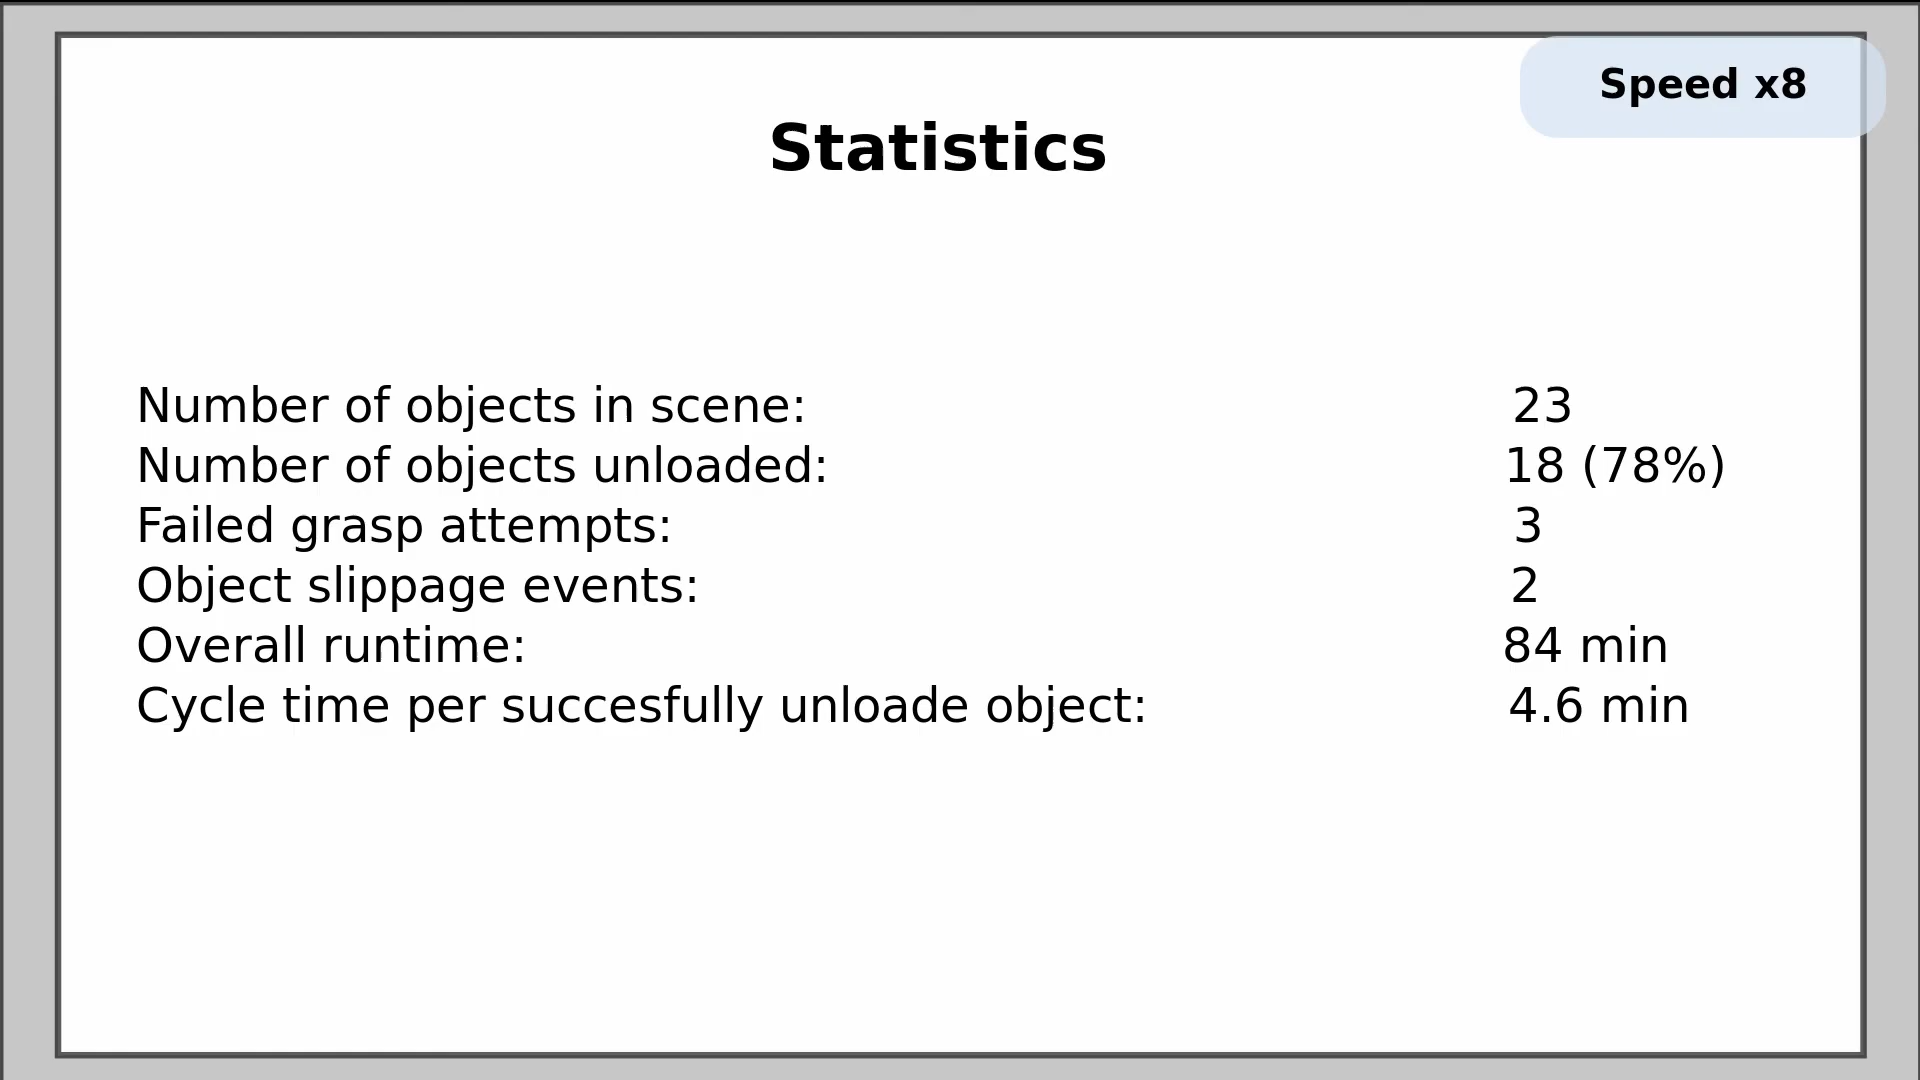 Speed x8
Statistics
Number of objects in scene: 23
Number of objects unloaded: 18 (78%)
Failed grasp attempts: 3
Object slippage events: 2
Overall runtime: 84 min
Cycle time per succesfully unloade object: 4.6 min